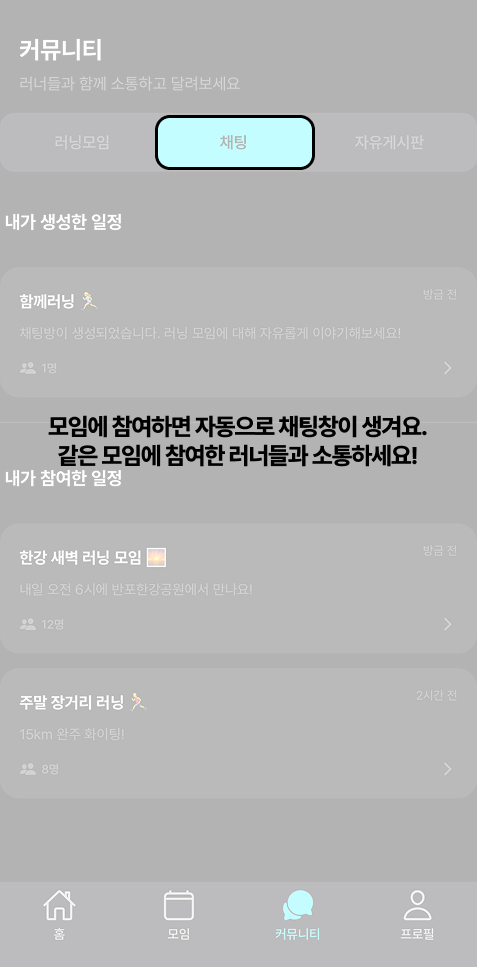 커뮤니티
러너들과 함께 소통하고 달려보세요
러닝모임 채팅 자유게시판
내가 생성한 일정
함께러닝 방금 전
채팅방이 생성되었습니다. 러닝 모임에 대해 자유롭게 이야기해보세요!
1명
모임에 참여하면 자동으로 채팅창이 생겨요.
같은 모임에 참여한 러너들과 소통하세요!
내가 참여한 일정
한강 새벽 러닝 모임 🌅 방금 전
내일 오전 6시에 반포한강공원에서 만나요!
12명
주말 장거리 러닝 2시간 전
15km 완주 화이팅!
8명
홈 모임 커뮤니티 프로필